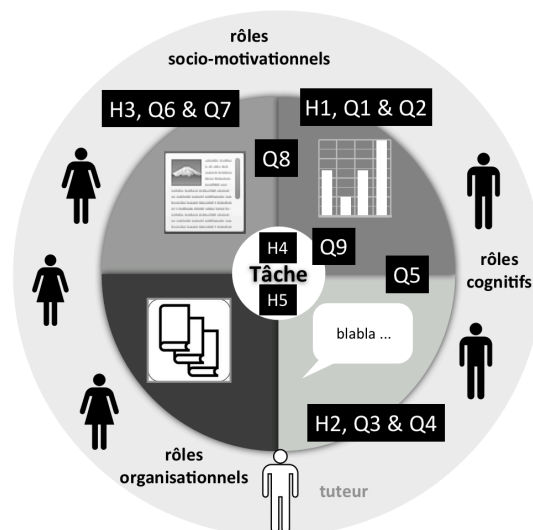 rôles
socio-motivationnels
H3, Q6 & Q7
H1, Q1 & Q2
Q8
H4
Q9
Tâche
H5
Q5
rôles
cognitifs
blabla ...
H2, Q3 & Q4
rôles
organisationnels
tuteur